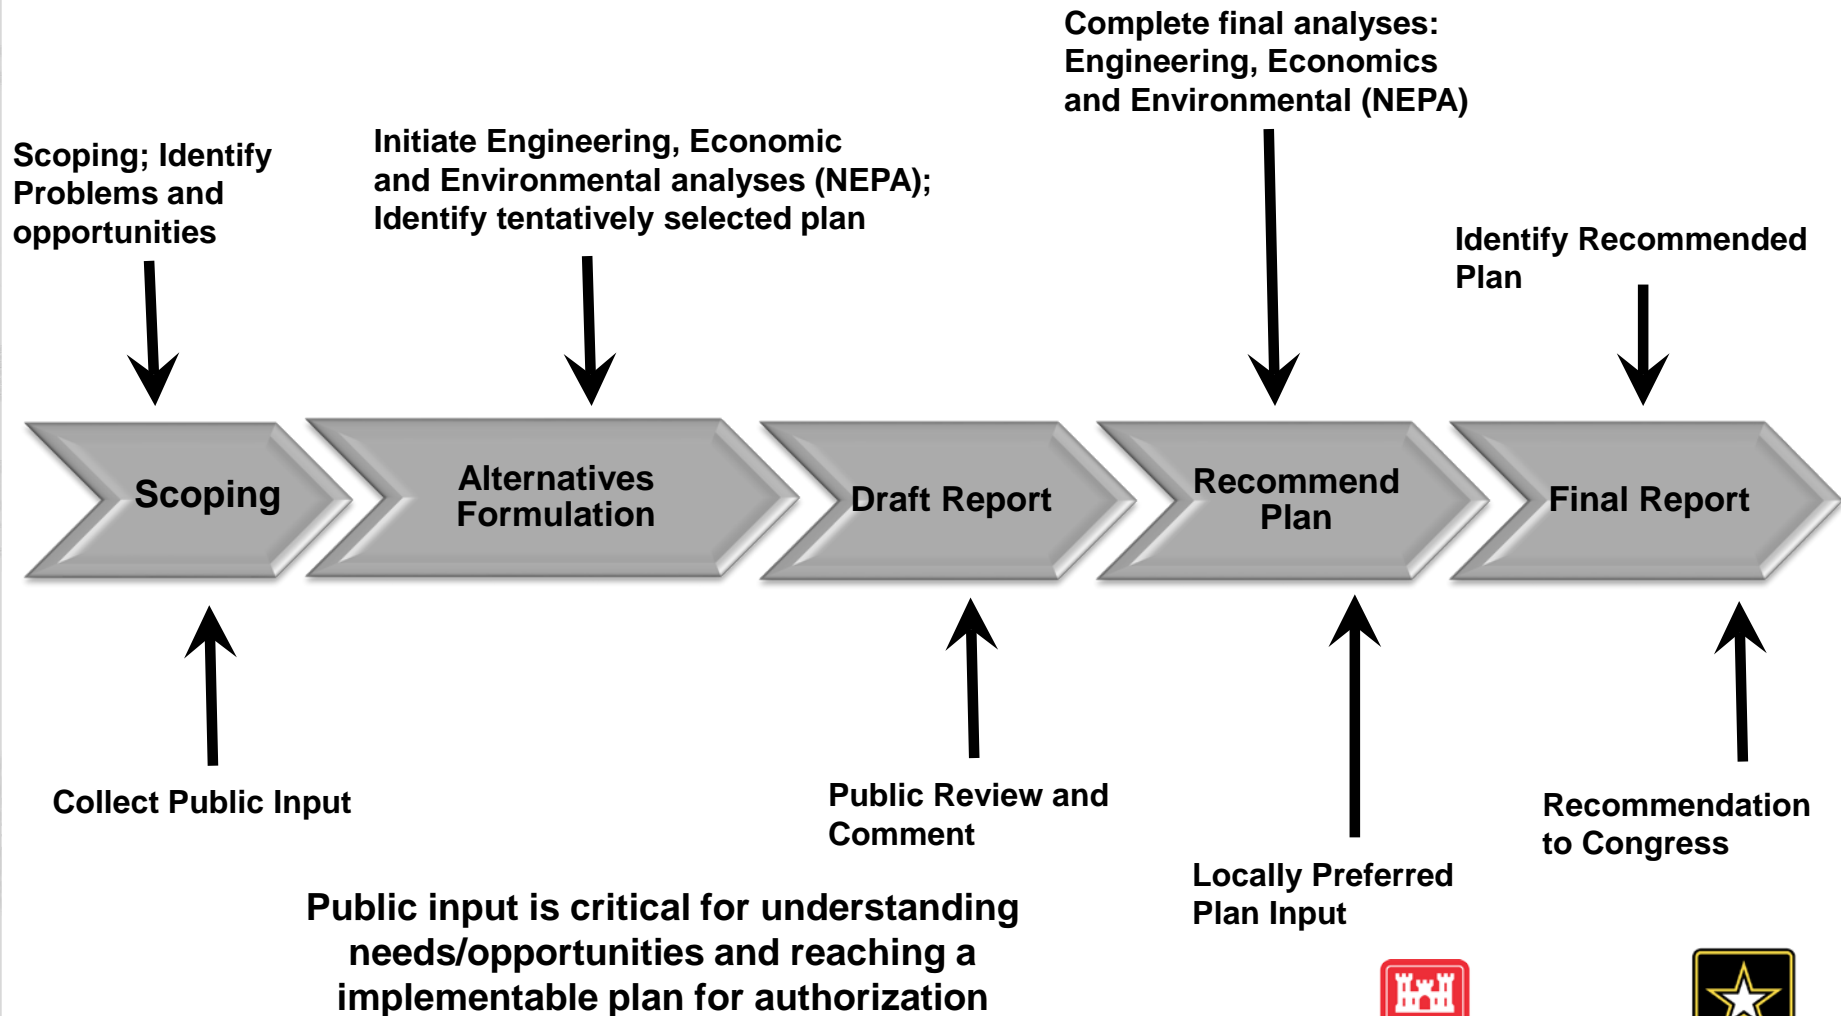 Complete final analyses:
Engineering, Economics
and Environmental (NEPA)
Scoping; Identify
Problems and
opportunities
Initiate Engineering, Economic
and Environmental analyses (NEPA);
Identify tentatively selected plan
Identify Recommended
Plan
Scoping
Alternatives
Formulation
Draft Report
Recommend
Plan
Final Report
Collect Public Input
Public Review and
Comment
Locally Preferred
Plan Input
Recommendation
to Congress
Public input is critical for understanding
needs/opportunities and reaching a
implementable plan for authorization